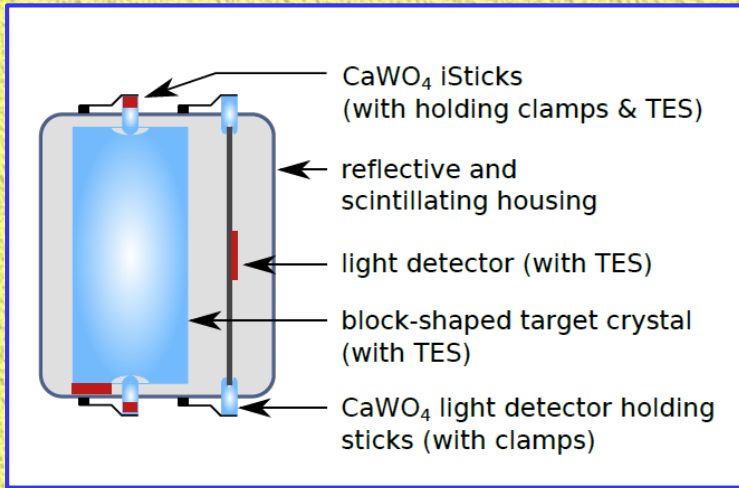 CaWO₄ iSticks
(with holding clamps & TES)
reflective and
scintillating housing
light detector (with TES)
block-shaped target crystal
(with TES)
CaWO₄ light detector holding
sticks (with clamps)